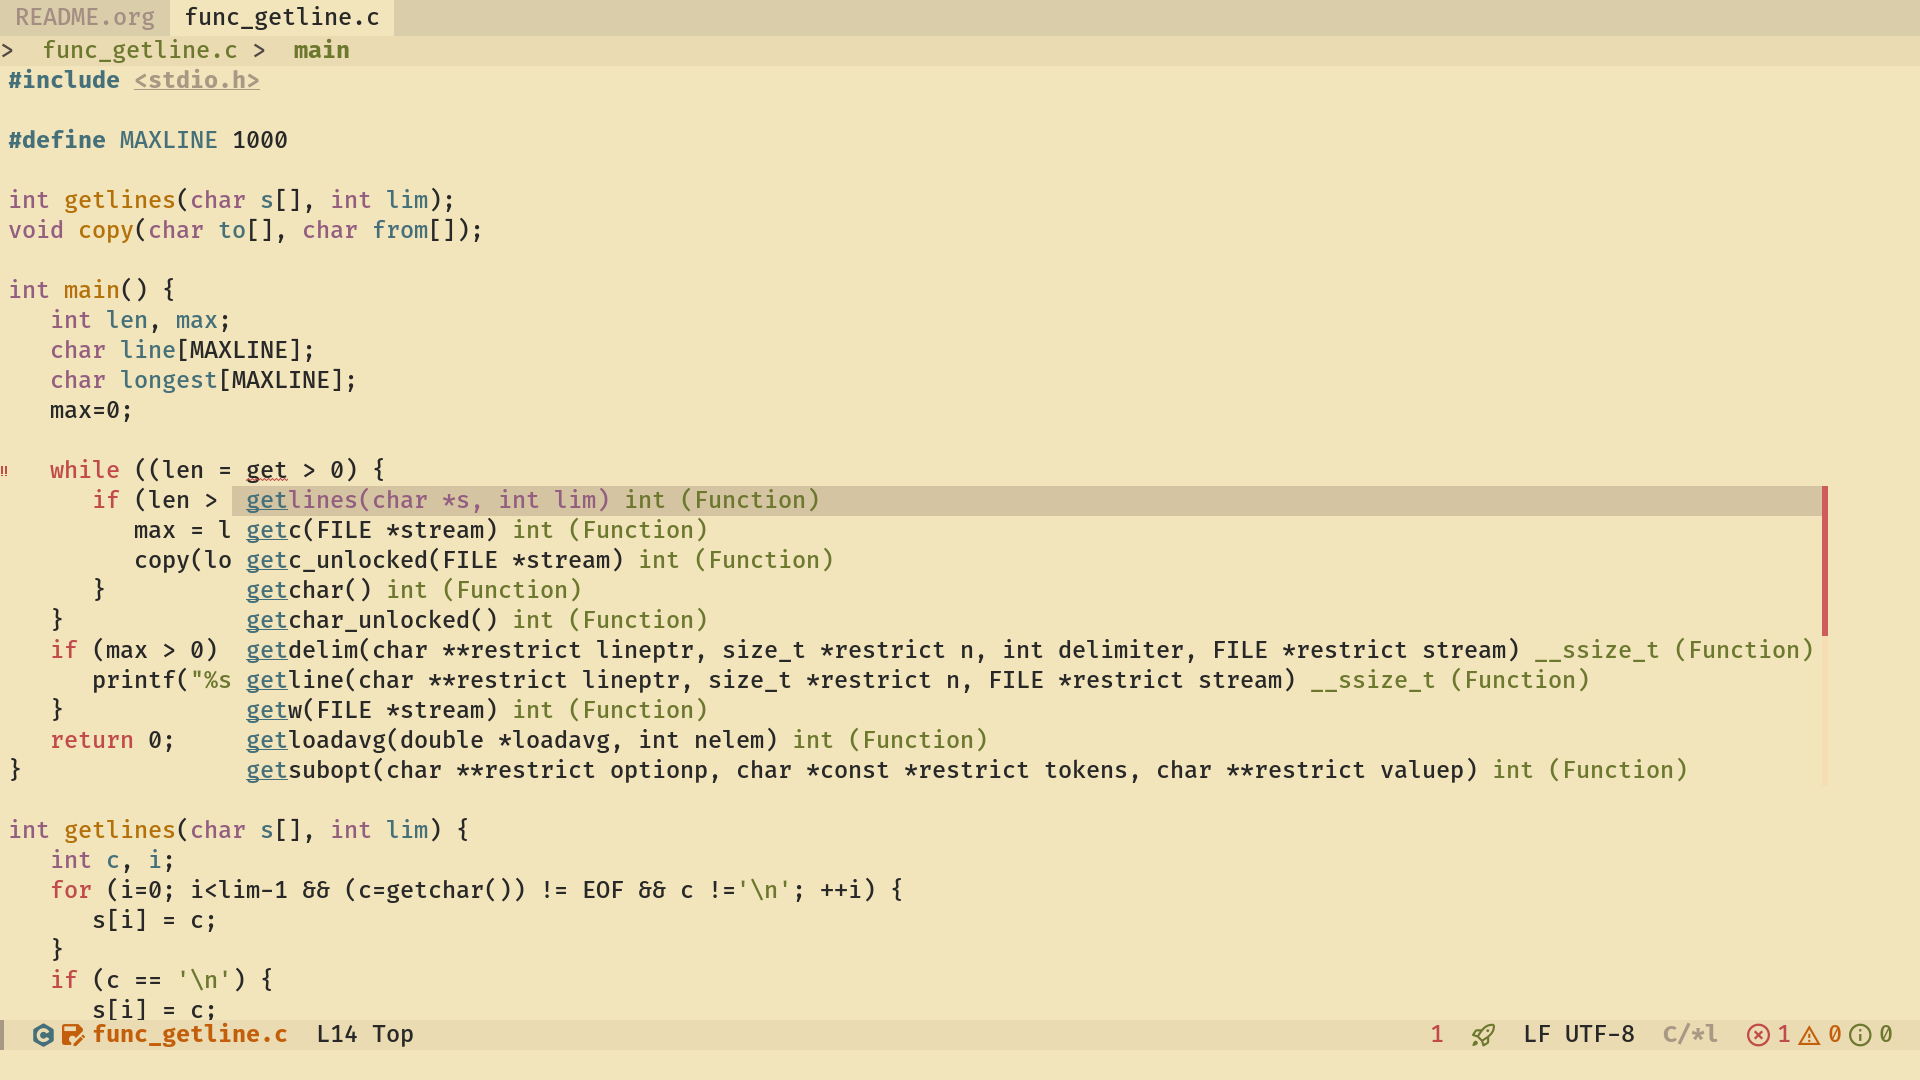 README.org func_getline.c
> func_getline.c > main
#include <stdio.h>
#define MAXLINE 1000
int getlines(char s[], int lim);
void copy(char to[], char from[]);
int main() {
int len, max;
char line[MAXLINE];
char longest[MAXLINE];
max=0;
!! while ((len = get > 0) {
if (len > getlines(char *s, int lim) int (Function)
max = l getc(FILE *stream) int (Function)
copy(lo getc_unlocked(FILE *stream) int (Function)
} getchar() int (Function)
} getchar_unlocked() int (Function)
if (max > 0) getdelim(char **restrict lineptr, size_t *restrict n, int delimiter, FILE *restrict stream) __ssize_t (Function)
printf("%s getline(char **restrict lineptr, size_t *restrict n, FILE *restrict stream) __ssize_t (Function)
} getw(FILE *stream) int (Function)
return 0; getloadavg(double *loadavg, int nelem) int (Function)
} getsubopt(char **restrict optionp, char *const *restrict tokens, char **restrict valuep) int (Function)
int getlines(char s[], int lim) {
int c, i;
for (i=0; i<lim-1 && (c=getchar()) != EOF && c !='\n'; ++i) {
s[i] = c;
}
if (c == '\n') {
s[i] = c;
C func_getline.c L14 Top 1 LF UTF-8 C/*l 1 0 0